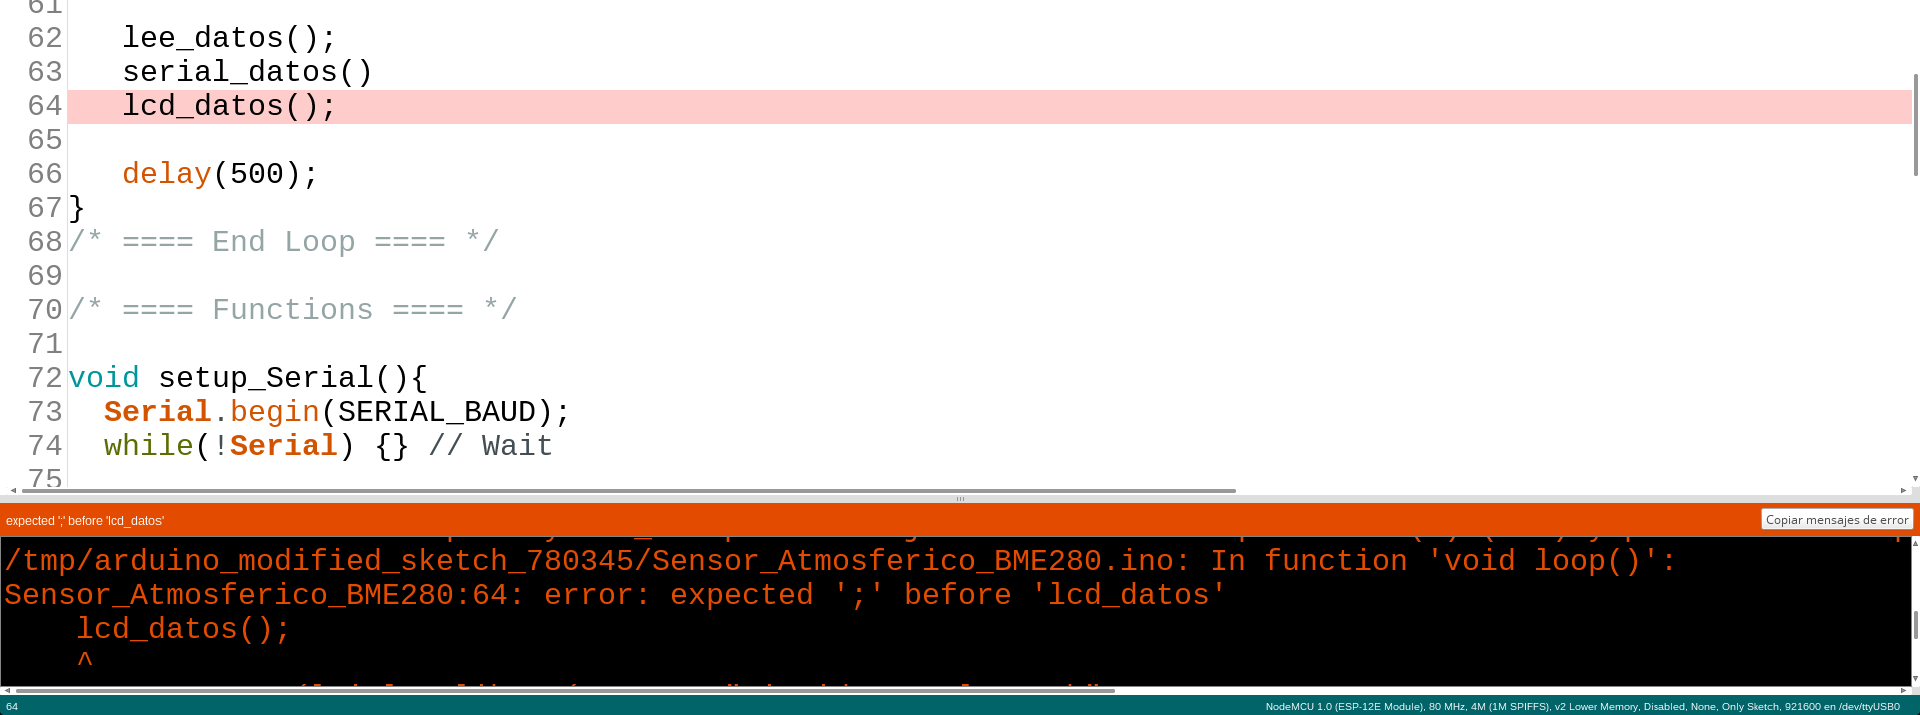 61
62 lee_datos();
63 serial_datos()
64 lcd_datos();
65
66 delay(500);
67 }
68 /* ==== End Loop ==== */
69
70 /* ==== Functions ==== */
71
72 void setup_Serial(){
73 Serial.begin(SERIAL_BAUD);
74 while(!Serial) {} // Wait
75
expected ';' before 'lcd_datos'
Copiar mensajes de error
/tmp/arduino_modified_sketch_780345/Sensor_Atmosferico_BME280.ino: In function 'void loop()':
Sensor_Atmosferico_BME280:64: error: expected ';' before 'lcd_datos'
lcd_datos();
^
64
NodeMCU 1.0 (ESP-12E Module), 80 MHz, 4M (1M SPIFFS), v2 Lower Memory, Disabled, None, Only Sketch, 921600 en /dev/ttyUSB0